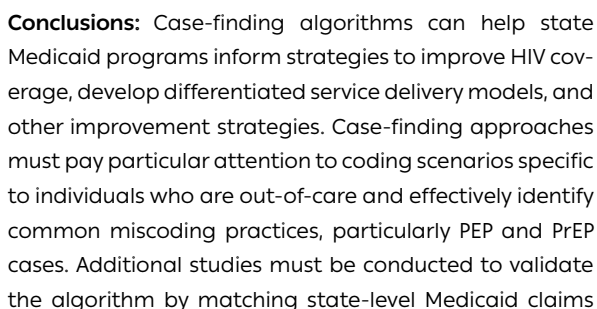 Conclusions: Case-finding algorithms can help state
Medicaid programs inform strategies to improve HIV cov-
erage, develop differentiated service delivery models, and
other improvement strategies. Case-finding approaches
must pay particular attention to coding scenarios specific
to individuals who are out-of-care and effectively identify
common miscoding practices, particularly PEP and PrEP
cases. Additional studies must be conducted to validate
the algorithm by matching state-level Medicaid claims